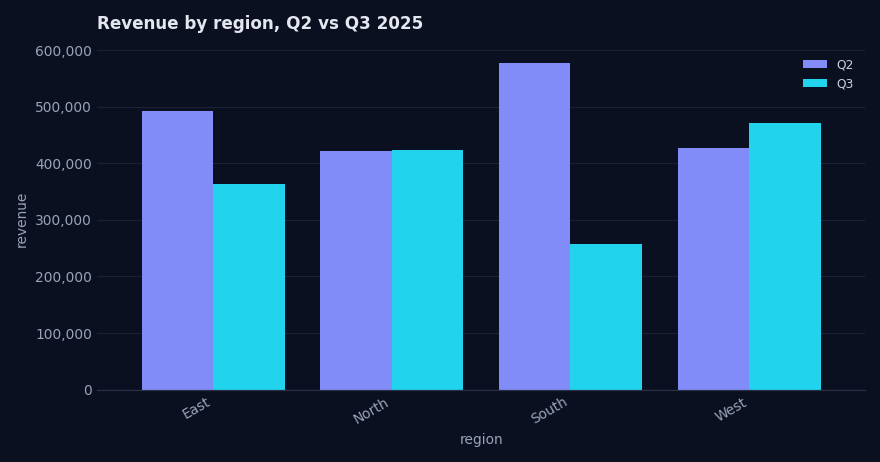 Revenue by region, Q2 vs Q3 2025
600,000
500,000
400,000
300,000
200,000
100,000
0
revenue
Q2
Q3
East
North
South
West
region